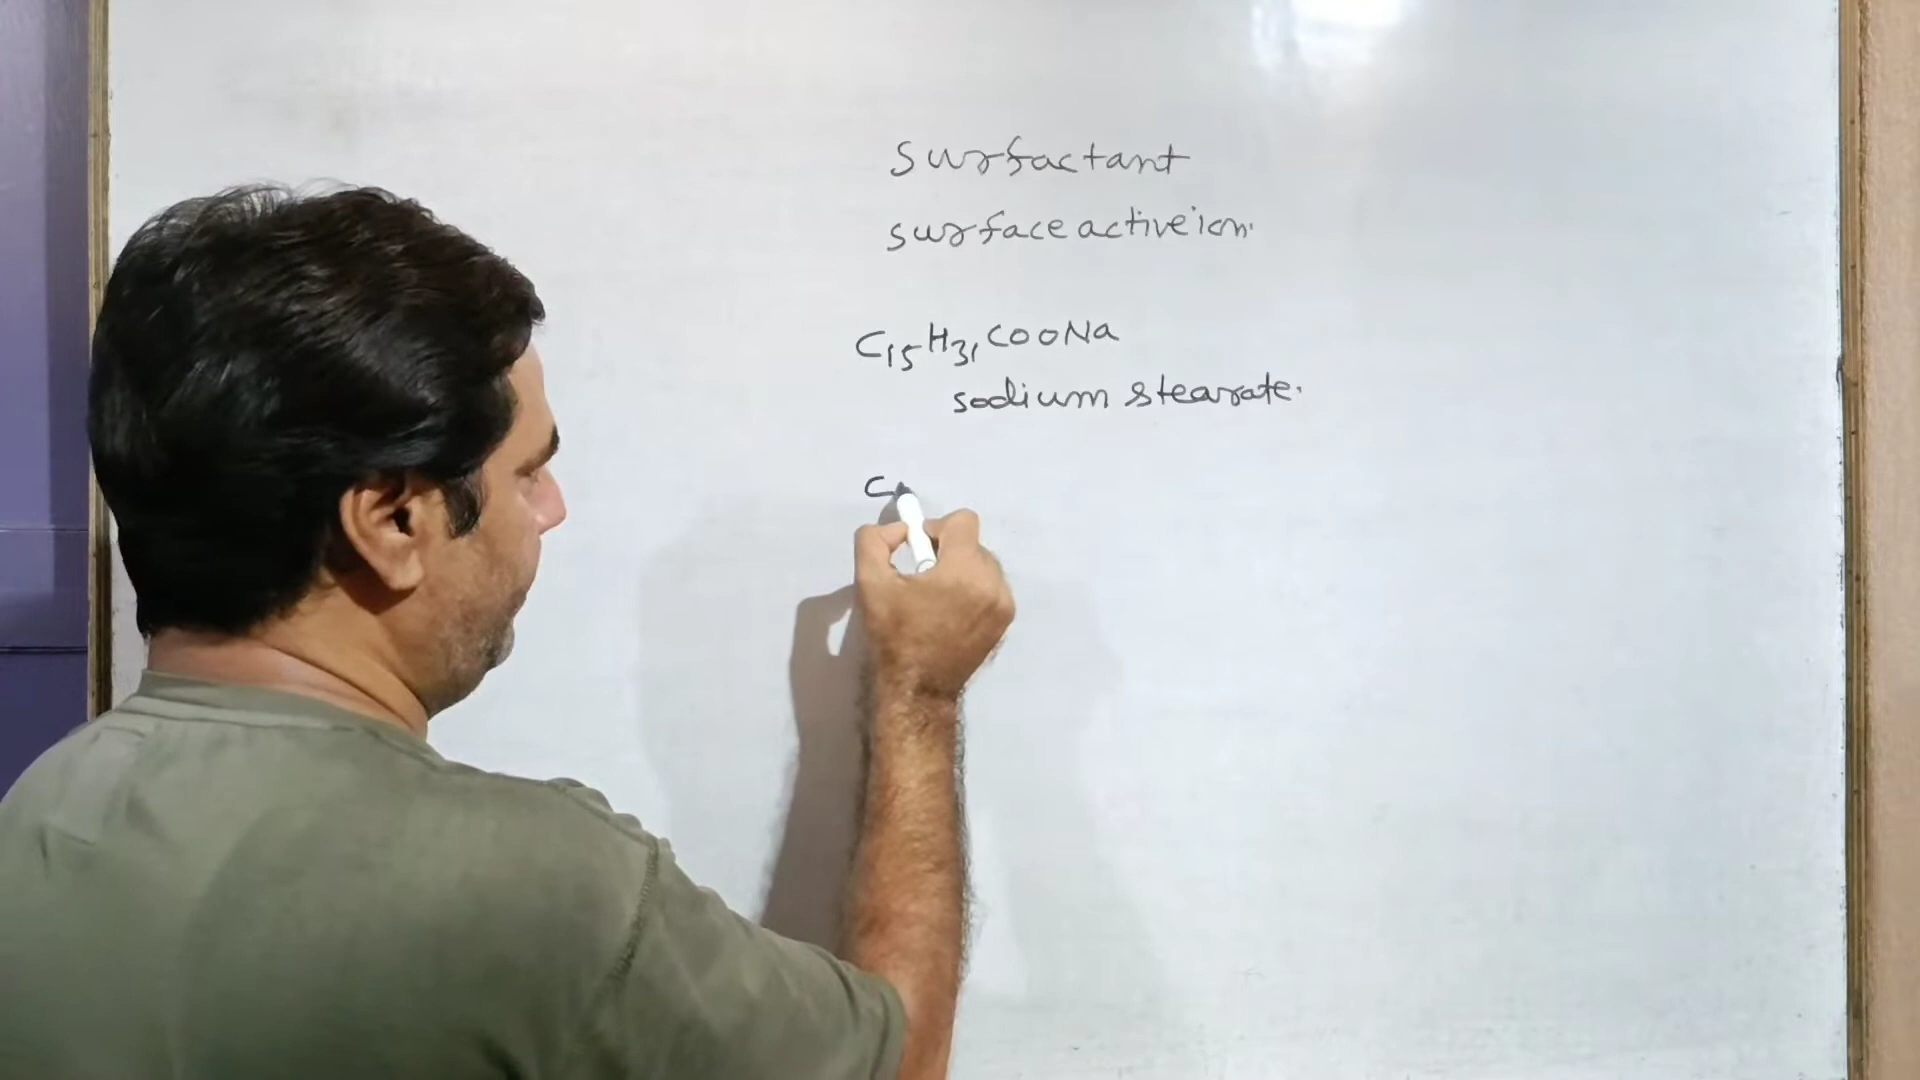 surfactant
surface active ion.
C₁₅H₃₁COONa
sodium stearate.
C